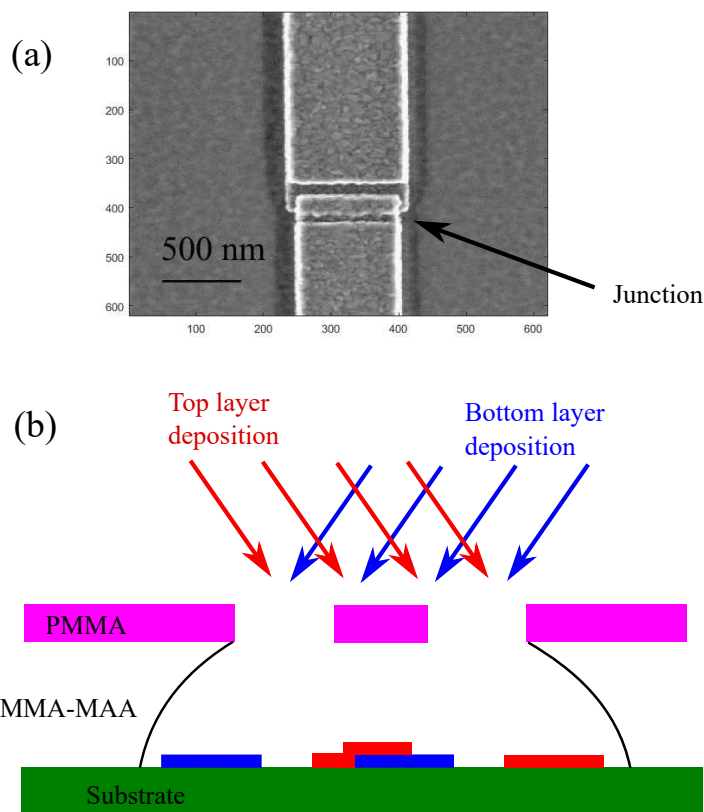 (a)
100
200
300
400
500
600
500 nm
100
200
300
400
500
600
Junction
(b)
Top layer
deposition
Bottom layer
deposition
PMMA
MMA-MAA
Substrate